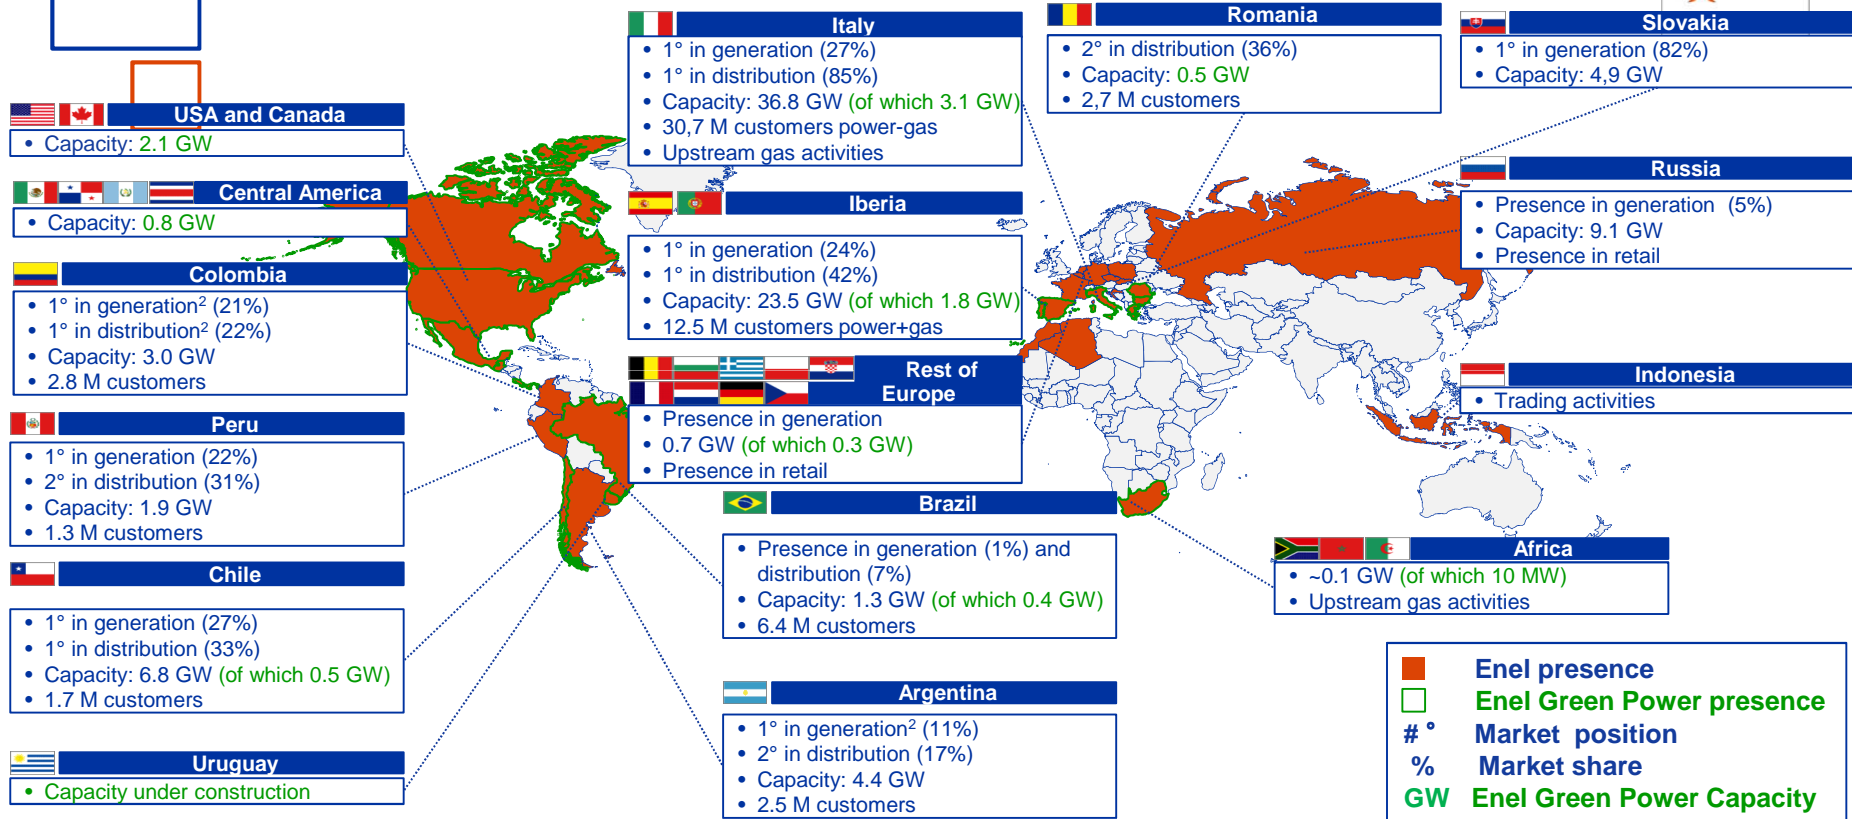 USA and Canada
• Capacity: 2.1 GW
Central America
• Capacity: 0.8 GW
Colombia
• 1° in generation² (21%)
• 1° in distribution² (22%)
• Capacity: 3.0 GW
• 2.8 M customers
Peru
• 1° in generation (22%)
• 2° in distribution (31%)
• Capacity: 1.9 GW
• 1.3 M customers
Chile
• 1° in generation (27%)
• 1° in distribution (33%)
• Capacity: 6.8 GW (of which 0.5 GW)
• 1.7 M customers
Uruguay
• Capacity under construction
Italy
• 1° in generation (27%)
• 1° in distribution (85%)
• Capacity: 36.8 GW (of which 3.1 GW)
• 30,7 M customers power-gas
• Upstream gas activities
Iberia
• 1° in generation (24%)
• 1° in distribution (42%)
• Capacity: 23.5 GW (of which 1.8 GW)
• 12.5 M customers power+gas
Rest of
Europe
• Presence in generation
• 0.7 GW (of which 0.3 GW)
• Presence in retail
Brazil
• Presence in generation (1%) and
distribution (7%)
• Capacity: 1.3 GW (of which 0.4 GW)
• 6.4 M customers
Argentina
• 1° in generation² (11%)
• 2° in distribution (17%)
• Capacity: 4.4 GW
• 2.5 M customers
Romania
• 2° in distribution (36%)
• Capacity: 0.5 GW
• 2,7 M customers
Slovakia
• 1° in generation (82%)
• Capacity: 4,9 GW
Russia
• Presence in generation (5%)
• Capacity: 9.1 GW
• Presence in retail
Indonesia
• Trading activities
Africa
• ~0.1 GW (of which 10 MW)
• Upstream gas activities
Enel presence
Enel Green Power presence
# ° Market position
% Market share
GW Enel Green Power Capacity